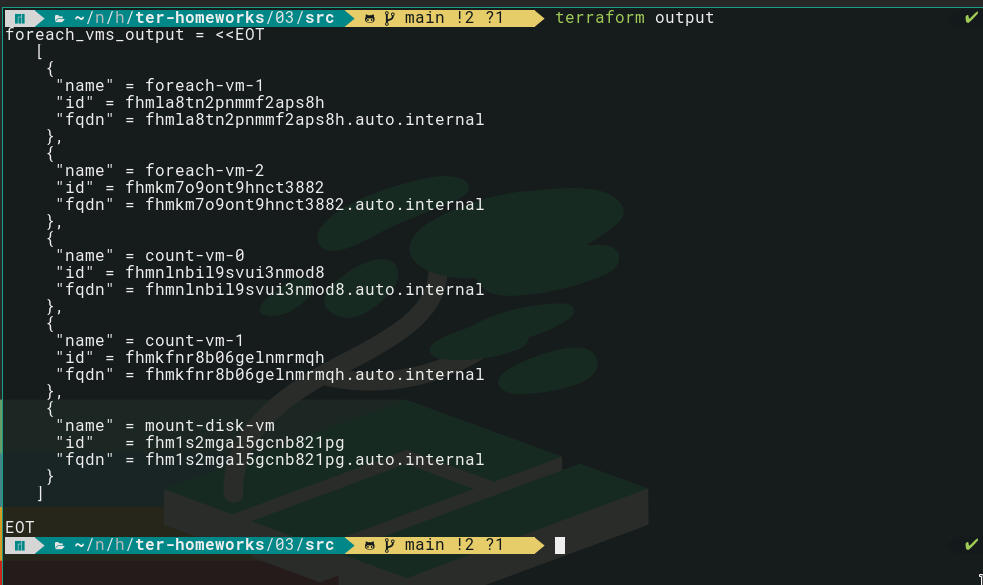 ~/n/h/ter-homeworks/03/src main !2 ?1 terraform output ✔
foreach_vms_output = <<EOT
[
{
"name" = foreach-vm-1
"id" = fhmla8tn2pnmmf2aps8h
"fqdn" = fhmla8tn2pnmmf2aps8h.auto.internal
},
{
"name" = foreach-vm-2
"id" = fhmkm7o9ont9hnct3882
"fqdn" = fhmkm7o9ont9hnct3882.auto.internal
},
{
"name" = count-vm-0
"id" = fhmnlnbil9svui3nmod8
"fqdn" = fhmnlnbil9svui3nmod8.auto.internal
},
{
"name" = count-vm-1
"id" = fhmkfnr8b06gelnmrmqh
"fqdn" = fhmkfnr8b06gelnmrmqh.auto.internal
},
{
"name" = mount-disk-vm
"id"   = fhm1s2mgal5gcnb821pg
"fqdn" = fhm1s2mgal5gcnb821pg.auto.internal
}
]
EOT
~/n/h/ter-homeworks/03/src main !2 ?1 ✔